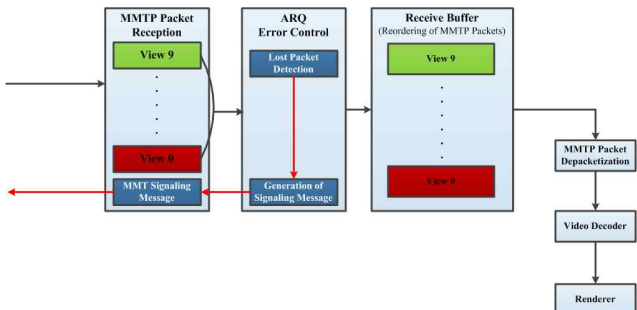 MMTP Packet
Reception
View 9
View 0
MMT Signaling
Message
ARQ
Error Control
Lost Packet
Detection
Generation of
Signaling Message
Receive Buffer
(Reordering of MMTP Packets)
View 9
View 0
MMTP Packet
Depacketization
Video Decoder
Renderer